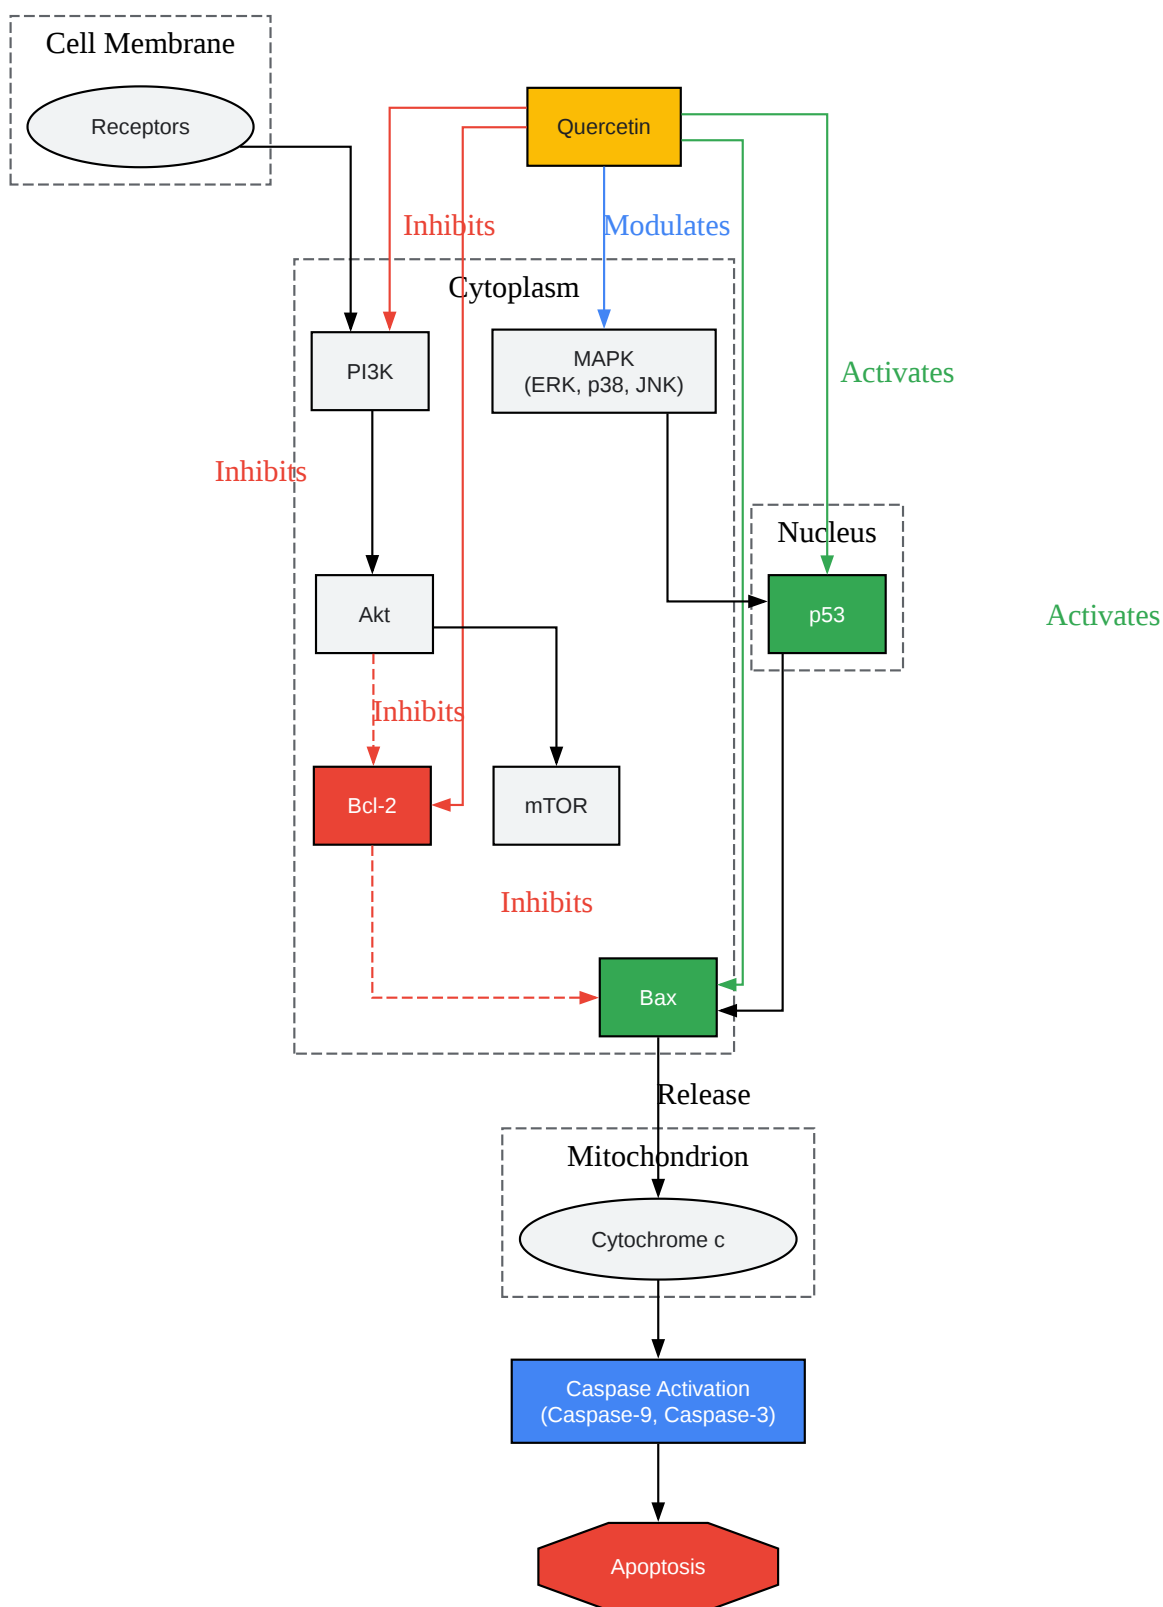 Cell Membrane
Receptors
Quercetin
Inhibits
Modulates
Cytoplasm
PI3K
MAPK
(ERK, p38, JNK)
Activates
Inhibits
Nucleus
Akt
p53
Activates
Inhibits
Bcl-2
mTOR
Inhibits
Bax
Release
Mitochondrion
Cytochrome c
Caspase Activation
(Caspase-9, Caspase-3)
Apoptosis